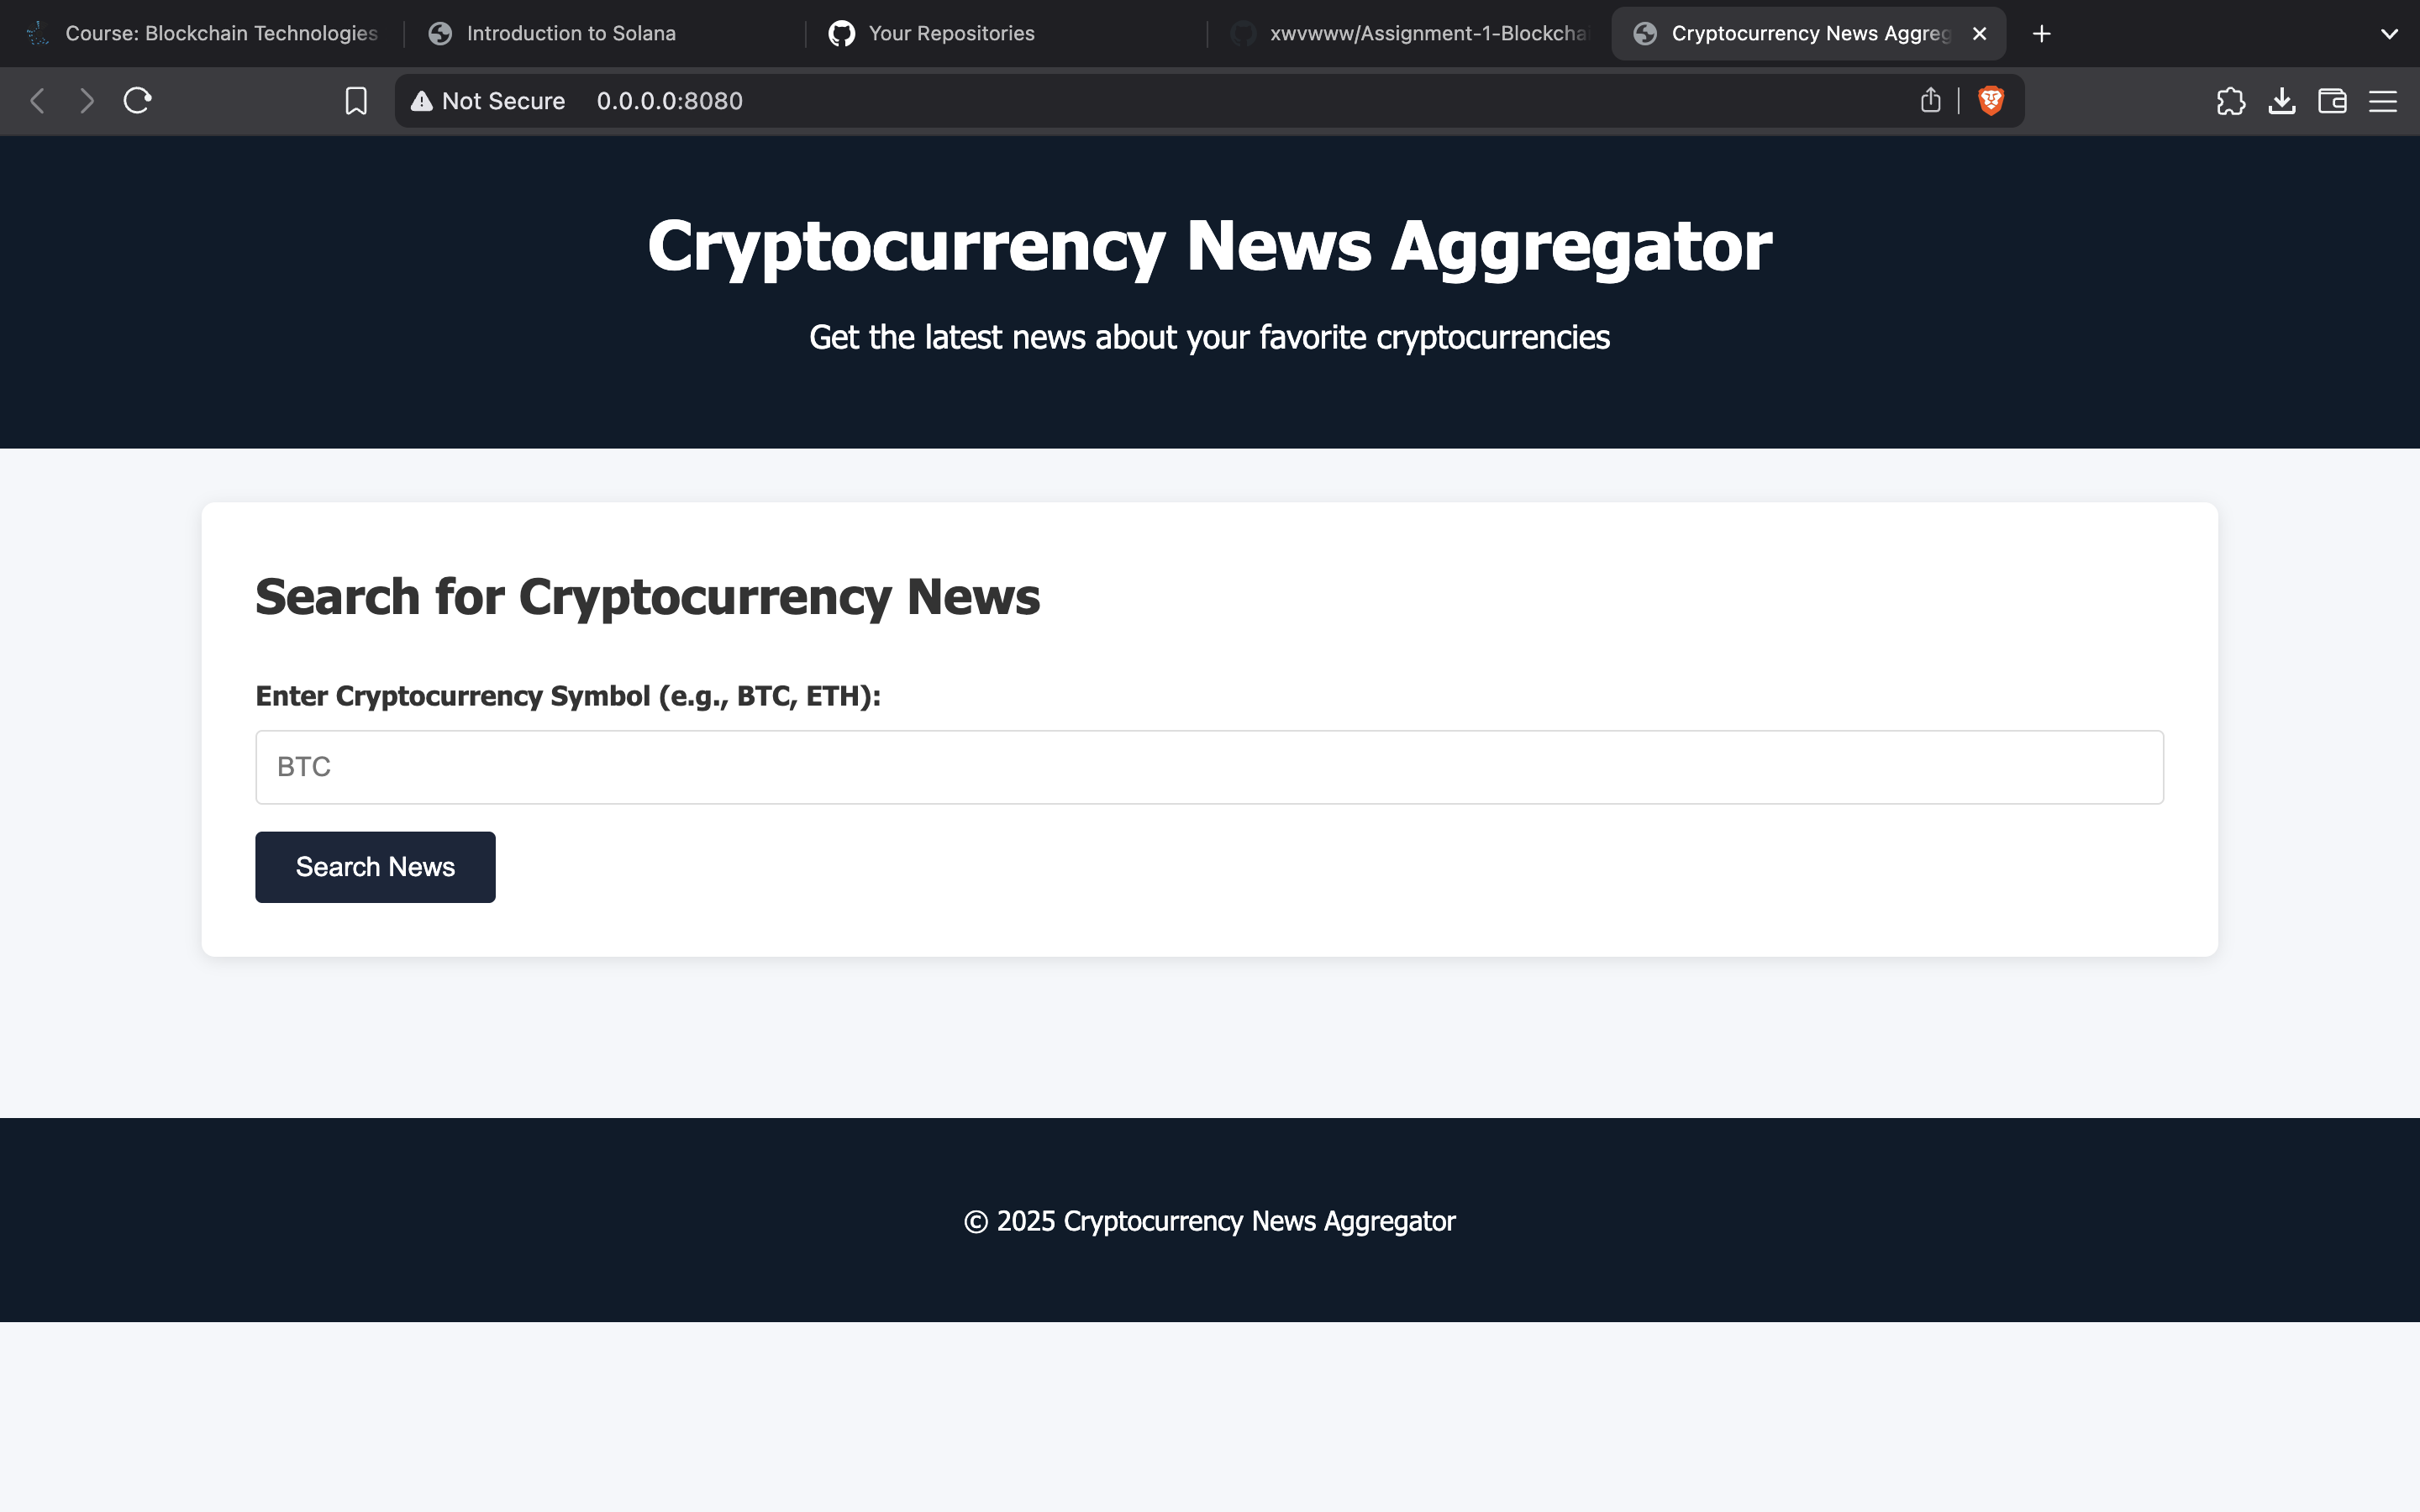 Course: Blockchain Technologies
Introduction to Solana
Your Repositories
xwvwww/Assignment-1-Blockcha
Cryptocurrency News Aggreg
Not Secure
0.0.0.0:8080
Cryptocurrency News Aggregator
Get the latest news about your favorite cryptocurrencies
Search for Cryptocurrency News
Enter Cryptocurrency Symbol (e.g., BTC, ETH):
BTC
Search News
© 2025 Cryptocurrency News Aggregator